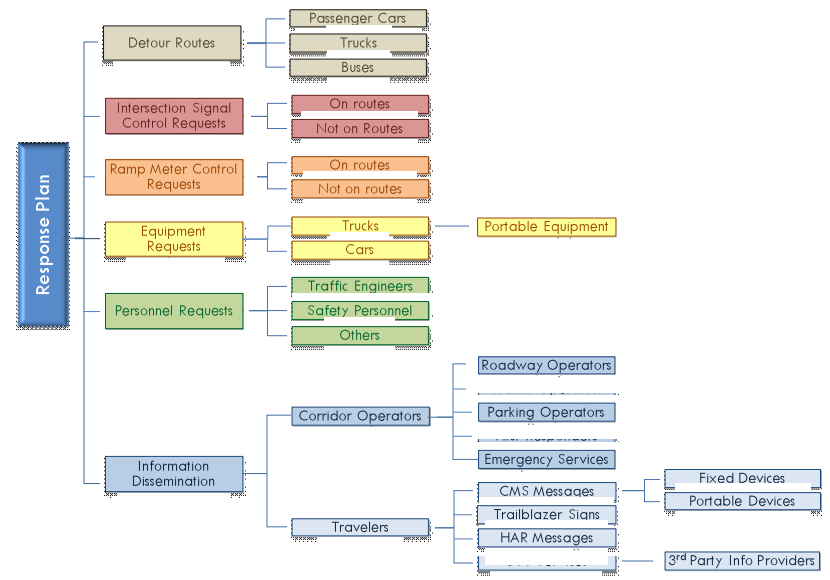 Response Plan
Detour Routes
Passenger Cars
Trucks
Buses
Intersection Signal
Control Requests
On routes
Not on Routes
Ramp Meter Control
Requests
On routes
Not on routes
Equipment
Requests
Trucks
Portable Equipment
Cars
Personnel Requests
Traffic Engineers
Safety Personnel
Others
Information
Dissemination
Corridor Operators
Roadway Operators
Parking Operators
Emergency Services
Travelers
CMS Messages
Fixed Devices
Portable Devices
Trailblazer Signs
HAR Messages
3rd Party Info Providers